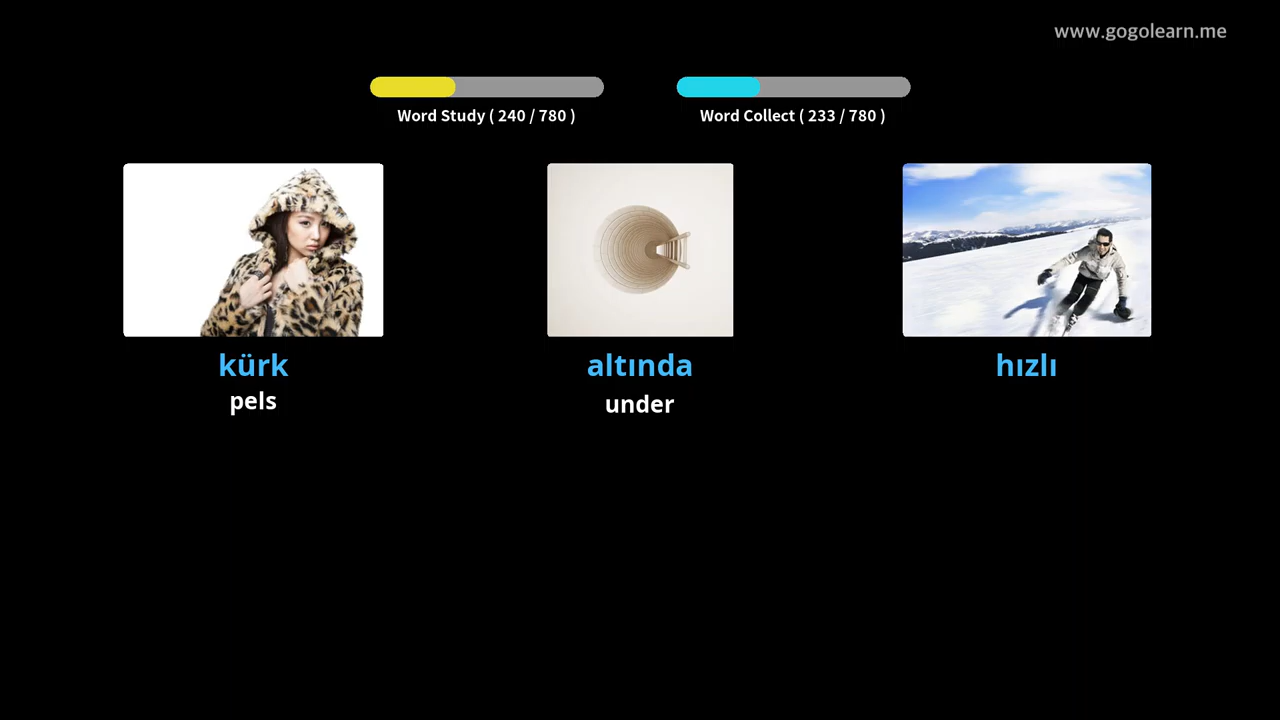 www.gogolearn.me
Word Study ( 240 / 780 )
Word Collect ( 233 / 780 )
kürk
altında
hızlı
pels
under